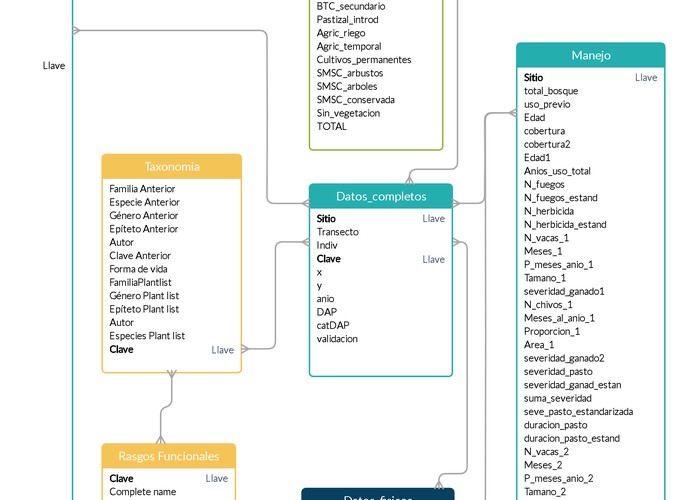 Llave
BTC_secundario
Pastizal_introd
Agric_riego
Agric_temporal
Cultivos_permanentes
SMSC_arbustos
SMSC_arboles
SMSC_conservada
Sin_vegetacion
TOTAL
Taxonomia
Familia Anterior
Especie Anterior
Género Anterior
Epíteto Anterior
Autor
Clave Anterior
Forma de vida
FamiliaPlantlist
Género Plant list
Epíteto Plant list
Autor
Especies Plant list
Clave Llave
Rasgos Funcionales
Clave Llave
Complete name
Datos_completos
Sitio Llave
Transecto
Indiv
Clave Llave
x
y
anio
DAP
catDAP
validacion
Datos_fisicos
Manejo
Sitio Llave
total_bosque
uso_previo
Edad
cobertura
cobertura2
Edad1
Anios_uso_total
N_fuegos
N_fuegos_estand
N_herbicida
N_herbicida_estand
N_vacas_1
Meses_1
P_meses_anio_1
Tamano_1
severidad_ganado1
N_chivos_1
Meses_al_anio_1
Proporcion_1
Area_1
severidad_ganado2
severidad_pasto
severidad_ganad_estan
suma_severidad
seve_pasto_estandarizada
duracion_pasto
duracion_pasto_estand
N_vacas_2
Meses_2
P_meses_anio_2
Tamano_2